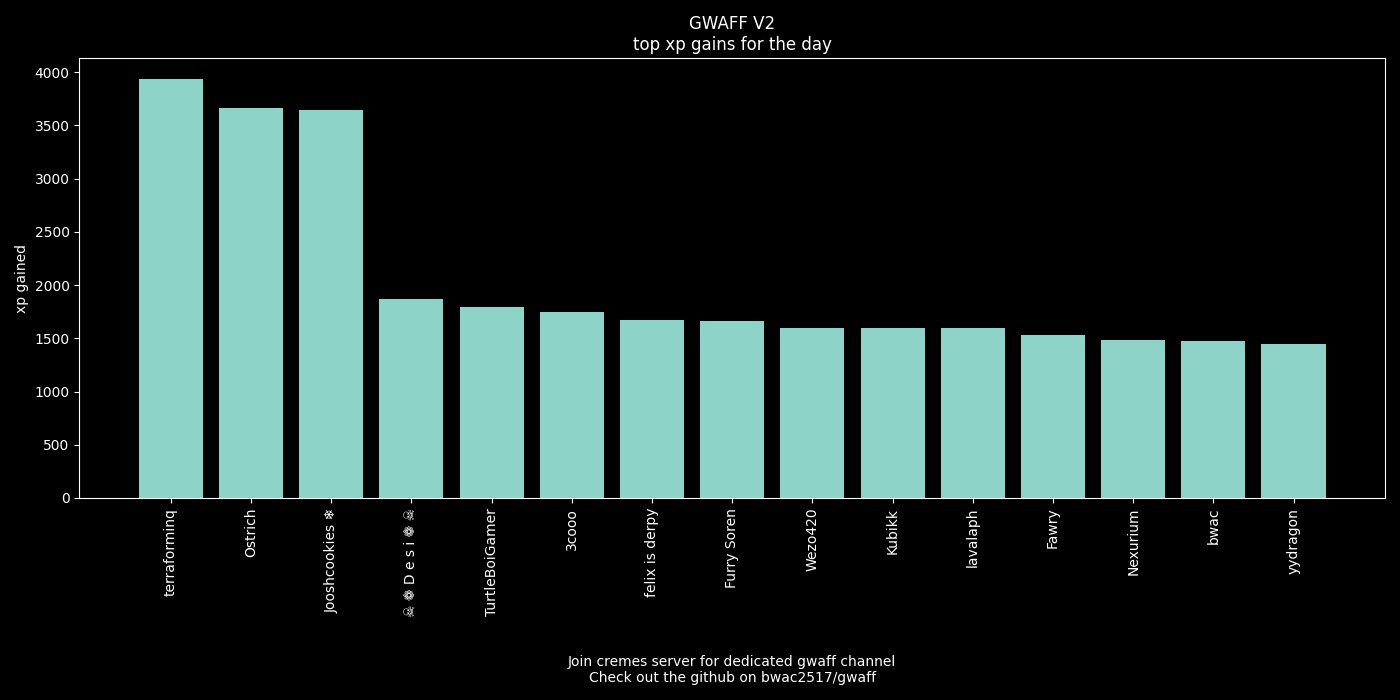 GWAFF V2
top xp gains for the day
xp gained
4000
3500
3000
2500
2000
1500
1000
500
0
terraforminq
Ostrich
Jooshcookies ❄
☠ ❁ D e s i ❁ ☠
TurtleBoiGamer
3cooo
felix is derpy
Furry Soren
Wezo420
Kubikk
lavalaph
Fawry
Nexurium
bwac
yydragon
Join cremes server for dedicated gwaff channel
Check out the github on bwac2517/gwaff